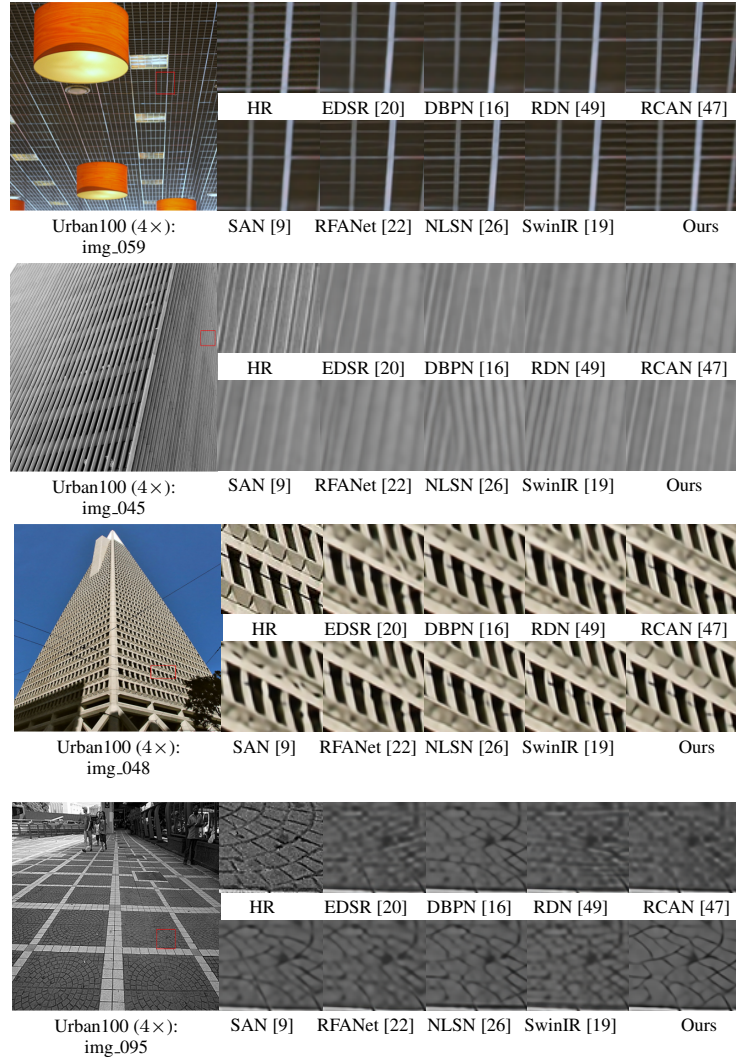 HR EDSR [20] DBPN [16] RDN [49] RCAN [47]
SAN [9] RFANet [22] NLSN [26] SwinIR [19] Ours
Urban100 (4×):
img_059
HR EDSR [20] DBPN [16] RDN [49] RCAN [47]
SAN [9] RFANet [22] NLSN [26] SwinIR [19] Ours
Urban100 (4×):
img_045
HR EDSR [20] DBPN [16] RDN [49] RCAN [47]
SAN [9] RFANet [22] NLSN [26] SwinIR [19] Ours
Urban100 (4×):
img_048
HR EDSR [20] DBPN [16] RDN [49] RCAN [47]
SAN [9] RFANet [22] NLSN [26] SwinIR [19] Ours
Urban100 (4×):
img_095